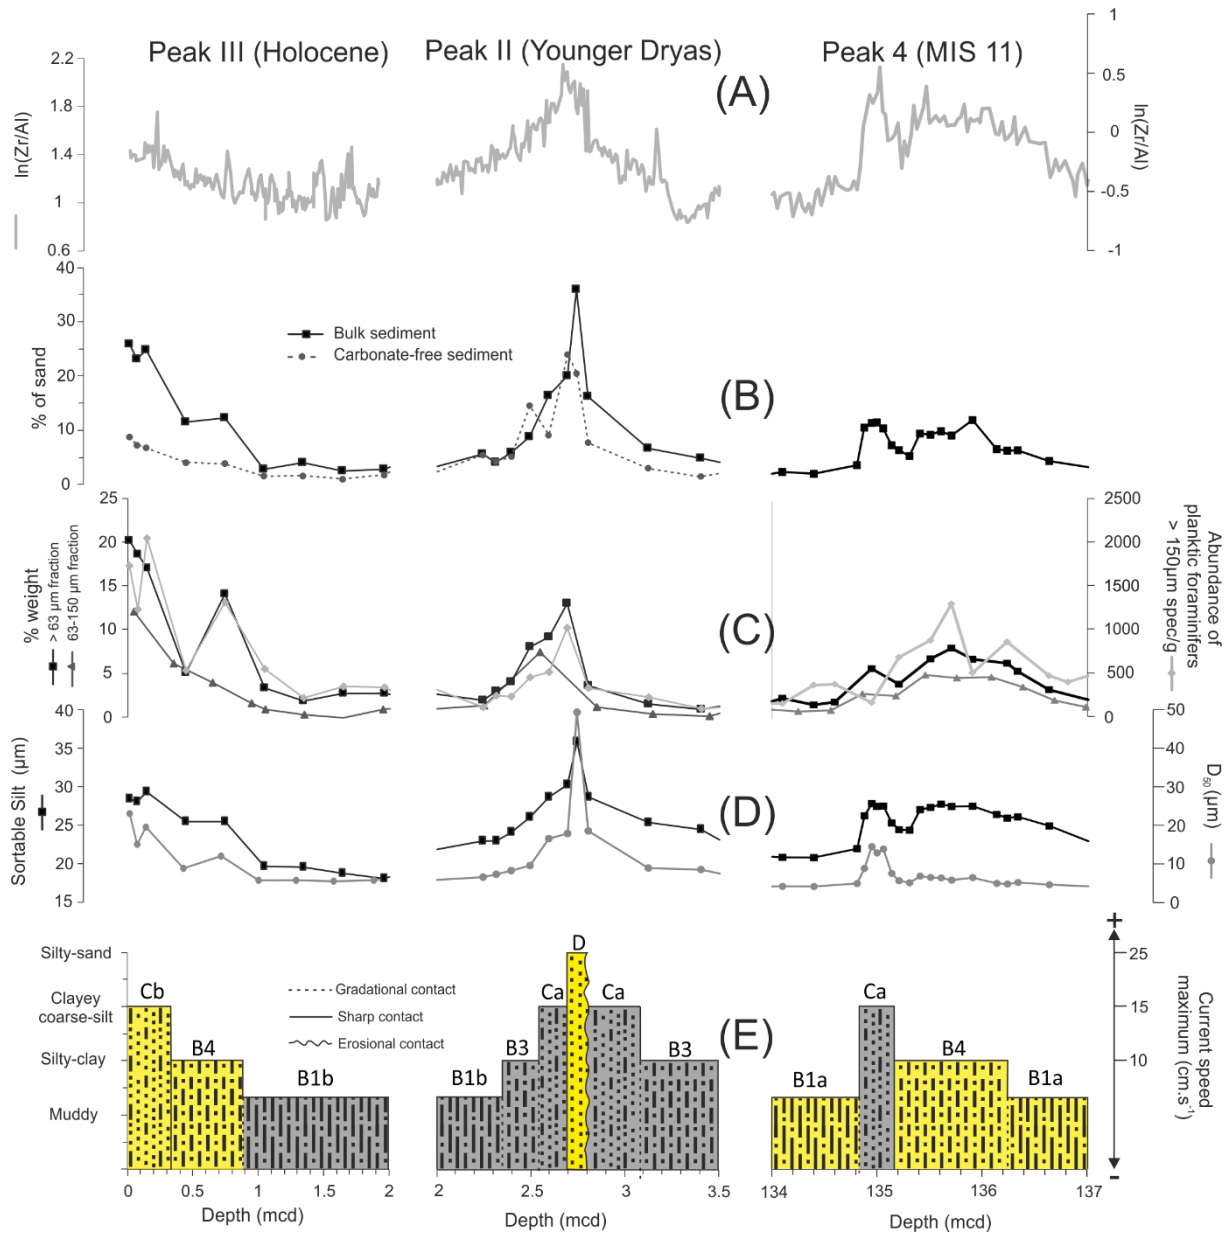 Peak III (Holocene)
Peak II (Younger Dryas)
Peak 4 (MIS 11)
(A)
ln(Zr/Al)
2.2
1.8
1.4
1
0.6
1
0.5
0
-0.5
-1
ln(Zr/Al)
(B)
% of sand
40
30
20
10
0
Bulk sediment
Carbonate-free sediment
(C)
% weight
> 63 µm fraction
63-150 µm fraction
25
20
15
10
5
0
2500
2000
1500
1000
500
0
Abundance of
planktic foraminifers
> 150µm spec/g
(D)
Sortable Silt (µm)
40
35
30
25
20
15
50
40
30
20
10
0
D50 (µm)
(E)
Silty-sand
Clayey
coarse-silt
Silty-clay
Muddy
Cb
B4
B1b
Gradational contact
Sharp contact
Erosional contact
B1b
B3
Ca
D
Ca
B3
B1a
Ca
B4
B1a
+
25
15
10
-
Current speed
maximum (cm.s-1)
0
0.5
1
1.5
2
Depth (mcd)
2
2.5
3
3.5
Depth (mcd)
134
135
136
137
Depth (mcd)